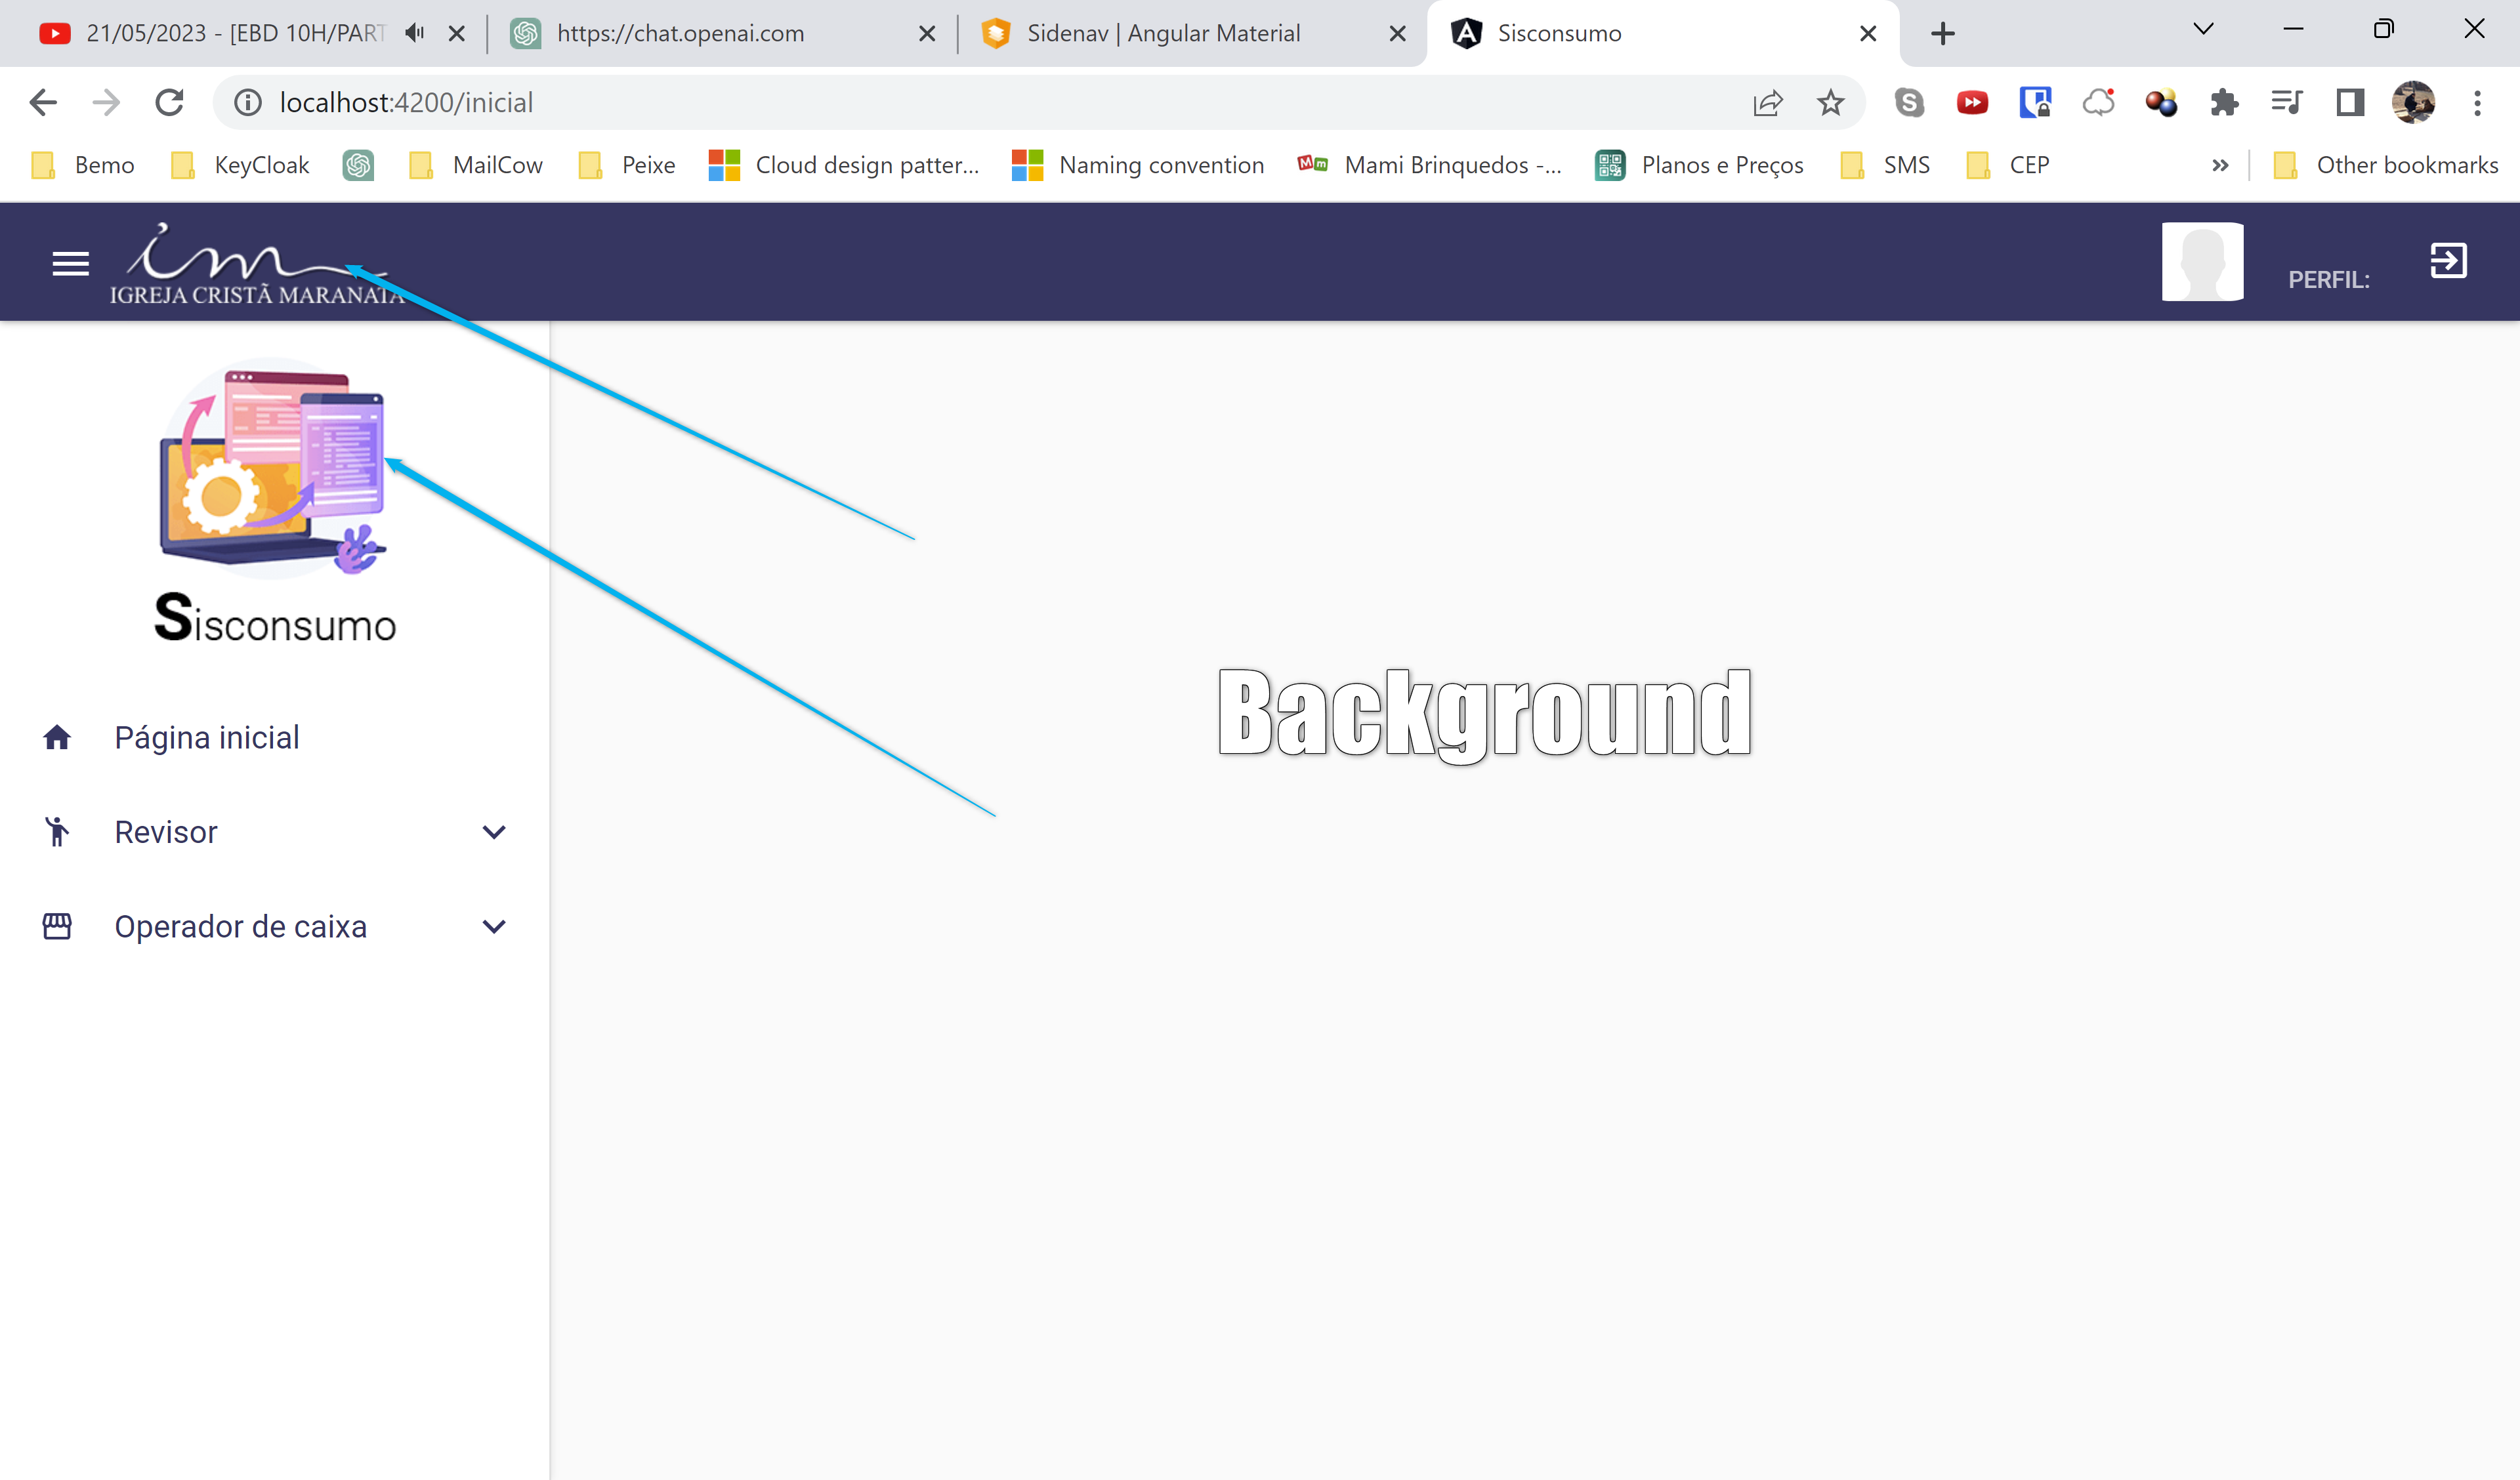 21/05/2023 - [EBD 10H/PART
https://chat.openai.com
Sidenav | Angular Material
Sisconsumo
localhost:4200/inicial
Bemo
KeyCloak
MailCow
Peixe
Cloud design patter...
Naming convention
Mami Brinquedos -...
Planos e Preços
SMS
CEP
Other bookmarks
im
IGREJA CRISTÃ MARANATA
PERFIL:
Sisconsumo
Background
Página inicial
Revisor
Operador de caixa